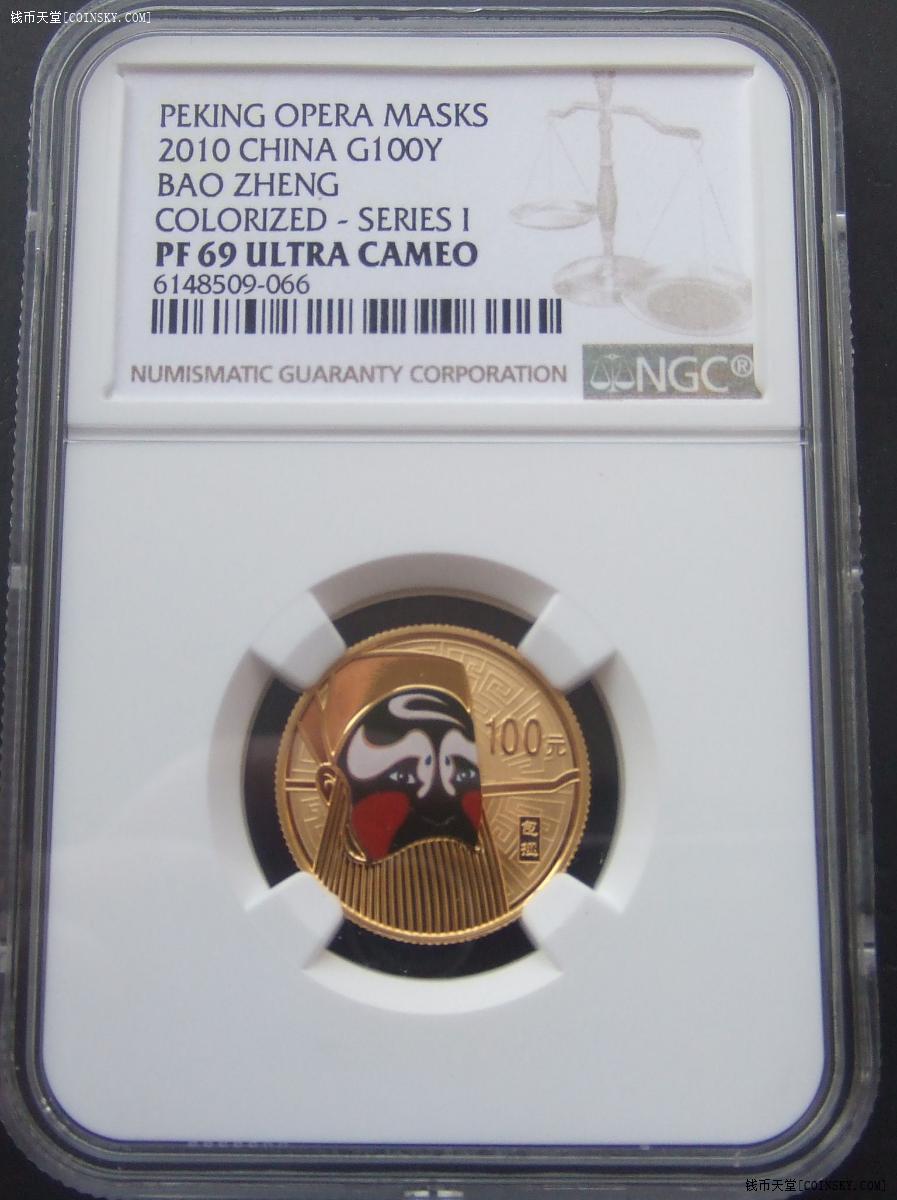 钱币天堂[COINSKY.COM]
PEKING OPERA MASKS
2010 CHINA G100Y
BAO ZHENG
COLORIZED - SERIES I
PF 69 ULTRA CAMEO
6148509-066
NUMISMATIC GUARANTY CORPORATION
NGC®
100元
包拯
钱币天堂[COINSKY.COM]